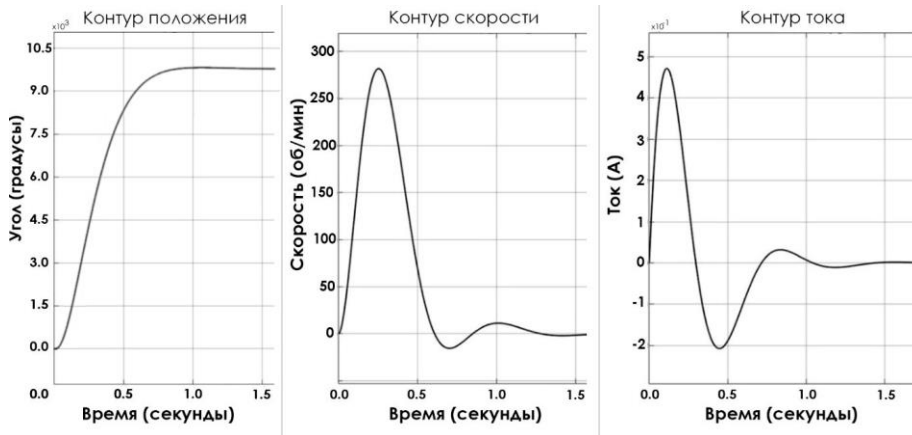 Контур положения
×10³
10.5
9.0
7.5
6.0
4.5
3.0
1.5
0.0
Угол (градусы)
0.0 0.5 1.0 1.5
Время (секунды)
Контур скорости
300
250
200
150
100
50
0
Скорость (об/мин)
0.0 0.5 1.0 1.5
Время (секунды)
Контур тока
×10⁻¹
5
4
3
2
1
0
-1
-2
Ток (А)
0.0 0.5 1.0 1.5
Время (секунды)